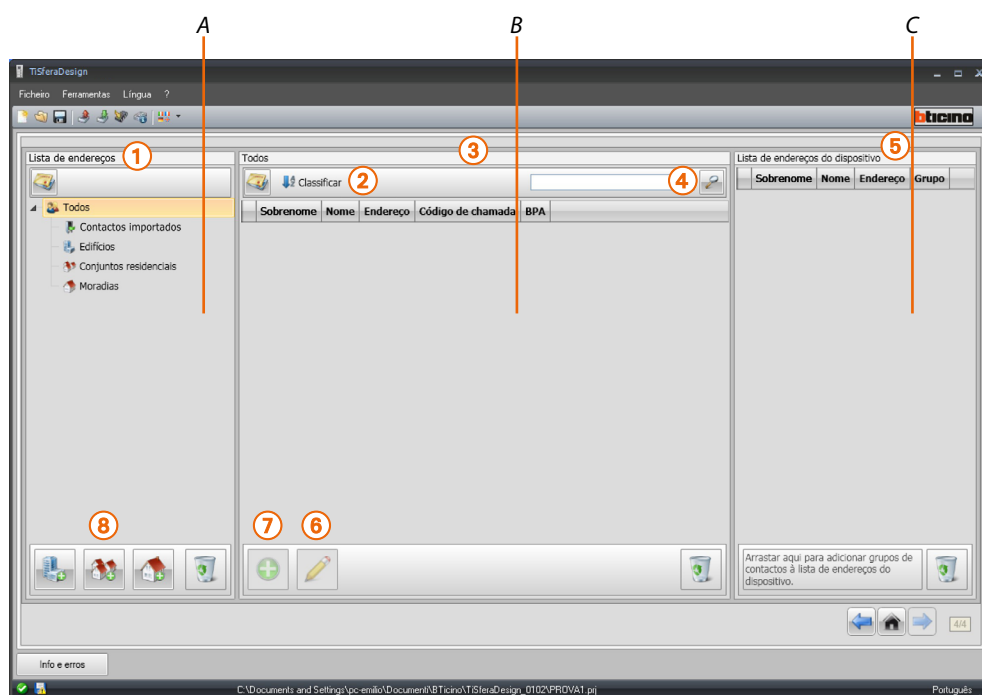 A B C
TiSferaDesign
Ficheiro Ferramentas Língua ?
bticino
Lista de endereços 1
Todos 3
Lista de endereços do dispositivo 5
Classificar 2 4
Sobrenome Nome Endereço Grupo
Todos
Sobrenome Nome Endereço Código de chamada BPA
Contactos importados
Edifícios
Conjuntos residenciais
Moradias
8 7 6
Arrastar aqui para adicionar grupos de
contactos à lista de endereços do
dispositivo.
4/4
Info e erros
C:\Documents and Settings\pc-emilio\Documenti\BTicino\TiSferaDesign_0102\PROVA1.prj Português